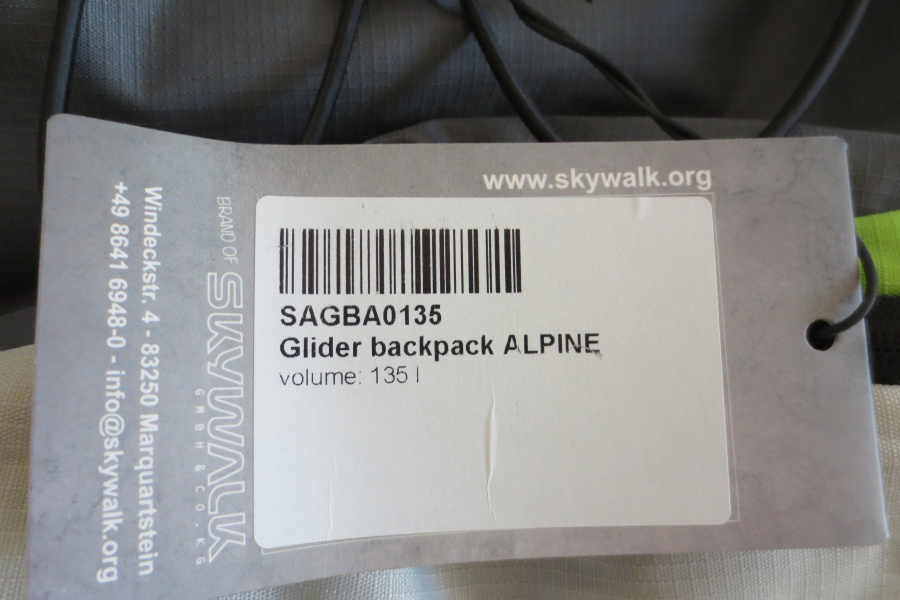 www.skywalk.org
SAGBA0135
Glider backpack ALPINE
volume: 135 l
BRAND OF
SKYWALK
GMBH & CO. KG
Windeckstr. 4 - 83250 Marquartstein
+49 8641 6948-0 - info@skywalk.org